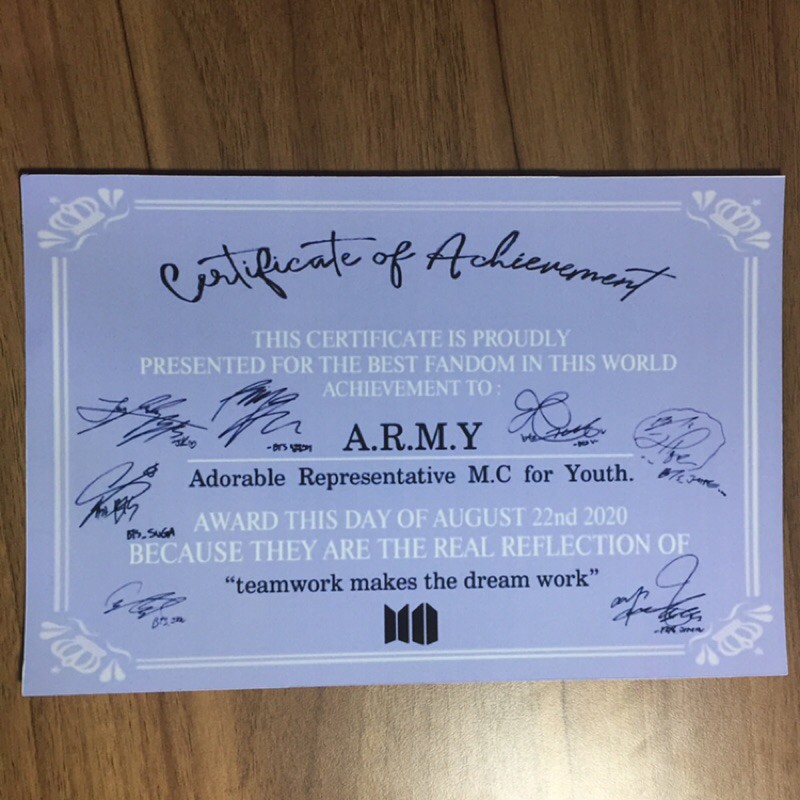 Certificate of Achievement
THIS CERTIFICATE IS PROUDLY
PRESENTED FOR THE BEST FANDOM IN THIS WORLD
ACHIEVEMENT TO :
A.R.M.Y
Adorable Representative M.C for Youth.
BTS_SUGA
AWARD THIS DAY OF AUGUST 22nd 2020
BECAUSE THEY ARE THE REAL REFLECTION OF
“teamwork makes the dream work”